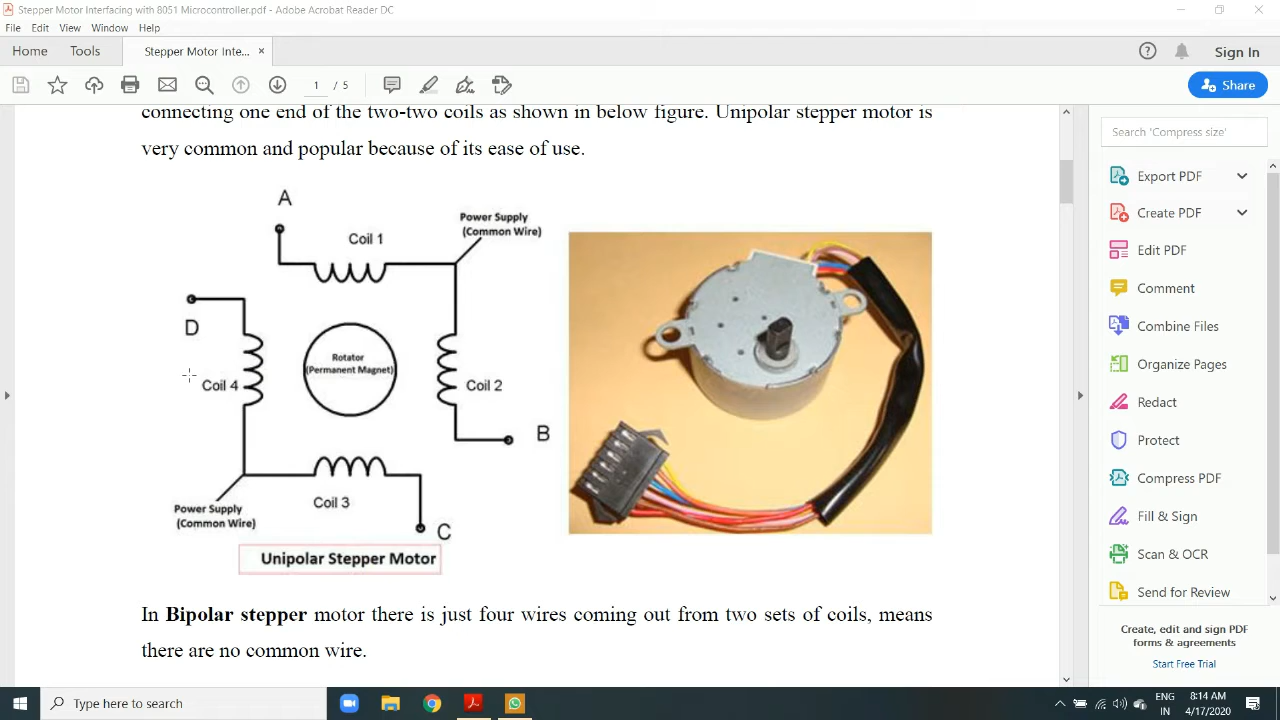 Stepper Motor Interfacing with 8051 Microcontroller.pdf - Adobe Acrobat Reader DC
File Edit View Window Help
Home Tools Stepper Motor Inte... × Sign In
1 / 5 Share
connecting one end of the two-two coils as shown in below figure. Unipolar stepper motor is
very common and popular because of its ease of use.
A
Power Supply
(Common Wire)
Coil 1
D
Rotator
(Permanent Magnet)
Coil 4
Coil 2
B
Coil 3
Power Supply
(Common Wire)
C
Unipolar Stepper Motor
In Bipolar stepper motor there is just four wires coming out from two sets of coils, means
there are no common wire.
Search 'Compress size'
Export PDF
Create PDF
Edit PDF
Comment
Combine Files
Organize Pages
Redact
Protect
Compress PDF
Fill & Sign
Scan & OCR
Send for Review
Create, edit and sign PDF
forms & agreements
Start Free Trial
Type here to search
ENG
IN
8:14 AM
4/17/2020